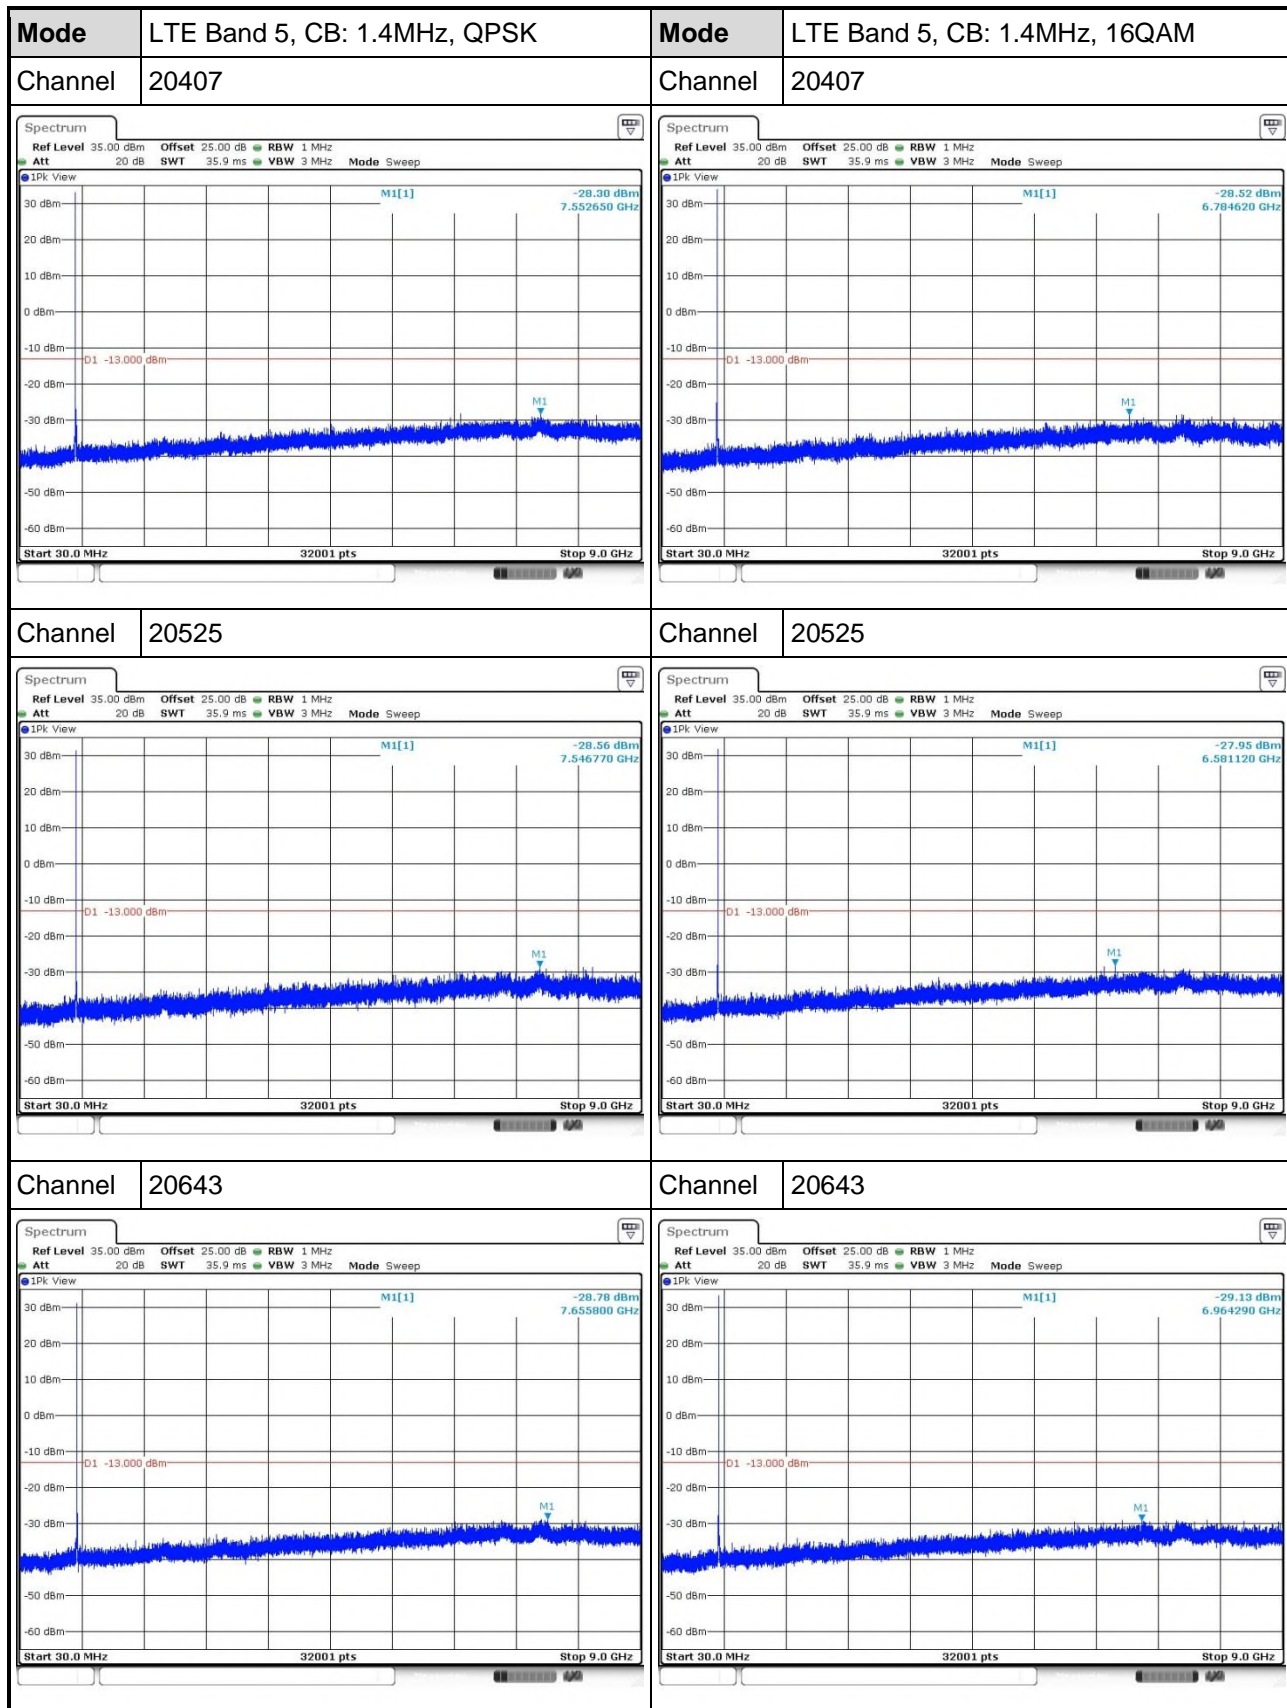 Mode LTE Band 5, CB: 1.4MHz, QPSK Mode LTE Band 5, CB: 1.4MHz, 16QAM
Channel 20407 Channel 20407
Spectrum
Ref Level 35.00 dBm Offset 25.00 dB RBW 1 MHz
Att 20 dB SWT 35.9 ms VBW 3 MHz Mode Sweep
1Pk View
M1[1] -28.30 dBm
7.552650 GHz
30 dBm
20 dBm
10 dBm
0 dBm
-10 dBm
D1 -13.000 dBm
-20 dBm
M1
-30 dBm
-50 dBm
-60 dBm
Start 30.0 MHz 32001 pts Stop 9.0 GHz
Spectrum
Ref Level 35.00 dBm Offset 25.00 dB RBW 1 MHz
Att 20 dB SWT 35.9 ms VBW 3 MHz Mode Sweep
1Pk View
M1[1] -28.52 dBm
6.784620 GHz
30 dBm
20 dBm
10 dBm
0 dBm
-10 dBm
D1 -13.000 dBm
-20 dBm
M1
-30 dBm
-50 dBm
-60 dBm
Start 30.0 MHz 32001 pts Stop 9.0 GHz
Channel 20525 Channel 20525
Spectrum
Ref Level 35.00 dBm Offset 25.00 dB RBW 1 MHz
Att 20 dB SWT 35.9 ms VBW 3 MHz Mode Sweep
1Pk View
M1[1] -28.56 dBm
7.546770 GHz
30 dBm
20 dBm
10 dBm
0 dBm
-10 dBm
D1 -13.000 dBm
-20 dBm
M1
-30 dBm
-50 dBm
-60 dBm
Start 30.0 MHz 32001 pts Stop 9.0 GHz
Spectrum
Ref Level 35.00 dBm Offset 25.00 dB RBW 1 MHz
Att 20 dB SWT 35.9 ms VBW 3 MHz Mode Sweep
1Pk View
M1[1] -27.95 dBm
6.581120 GHz
30 dBm
20 dBm
10 dBm
0 dBm
-10 dBm
D1 -13.000 dBm
-20 dBm
M1
-30 dBm
-50 dBm
-60 dBm
Start 30.0 MHz 32001 pts Stop 9.0 GHz
Channel 20643 Channel 20643
Spectrum
Ref Level 35.00 dBm Offset 25.00 dB RBW 1 MHz
Att 20 dB SWT 35.9 ms VBW 3 MHz Mode Sweep
1Pk View
M1[1] -28.78 dBm
7.655800 GHz
30 dBm
20 dBm
10 dBm
0 dBm
-10 dBm
D1 -13.000 dBm
-20 dBm
M1
-30 dBm
-50 dBm
-60 dBm
Start 30.0 MHz 32001 pts Stop 9.0 GHz
Spectrum
Ref Level 35.00 dBm Offset 25.00 dB RBW 1 MHz
Att 20 dB SWT 35.9 ms VBW 3 MHz Mode Sweep
1Pk View
M1[1] -29.13 dBm
6.964290 GHz
30 dBm
20 dBm
10 dBm
0 dBm
-10 dBm
D1 -13.000 dBm
-20 dBm
M1
-30 dBm
-50 dBm
-60 dBm
Start 30.0 MHz 32001 pts Stop 9.0 GHz